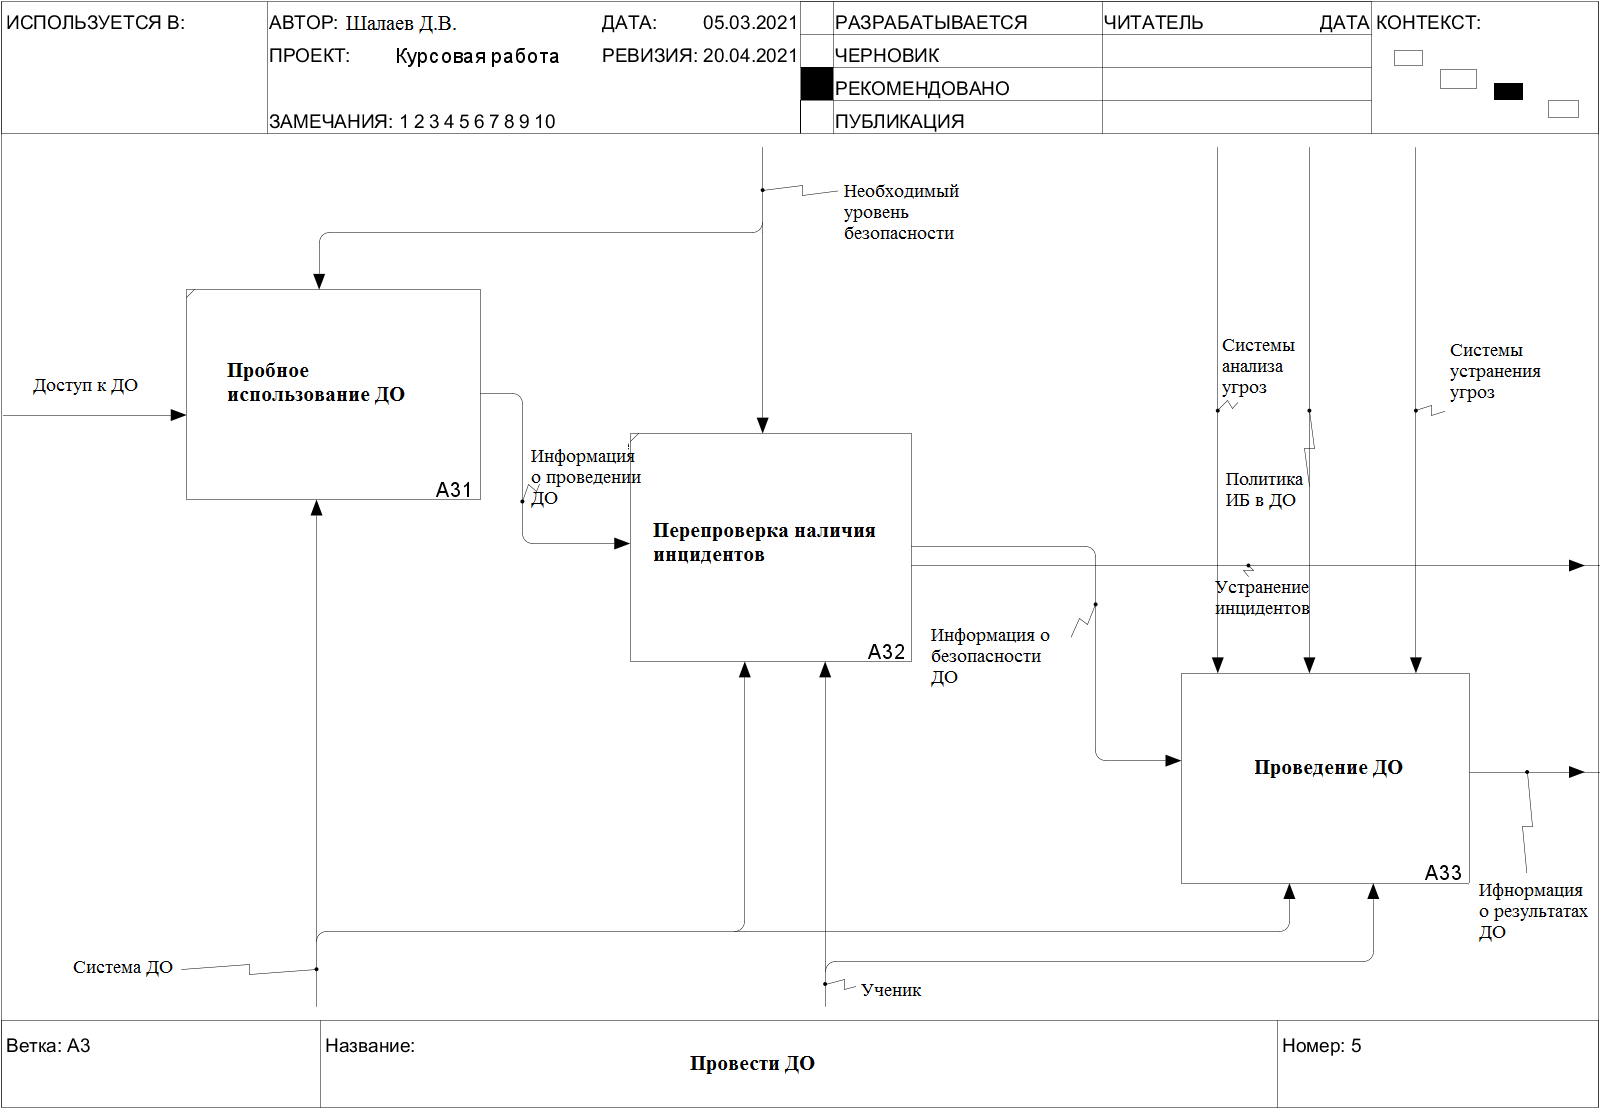 ИСПОЛЬЗУЕТСЯ В:
АВТОР: Шалаев Д.В.
ДАТА: 05.03.2021
ПРОЕКТ: Курсовая работа
РЕВИЗИЯ: 20.04.2021
ЗАМЕЧАНИЯ: 1 2 3 4 5 6 7 8 9 10
РАЗРАБАТЫВАЕТСЯ
ЧЕРНОВИК
РЕКОМЕНДОВАНО
ПУБЛИКАЦИЯ
ЧИТАТЕЛЬ ДАТА
КОНТЕКСТ:
Необходимый
уровень
безопасности
Доступ к ДО
Пробное
использование ДО
A31
Информация
о проведении
ДО
Перепроверка наличия
инцидентов
A32
Системы
анализа
угроз
Политика
ИБ в ДО
Системы
устранения
угроз
Устранение
инцидентов
Информация о
безопасности
ДО
Проведение ДО
A33
Ифнормация
о результатах
ДО
Система ДО
Ученик
Ветка: A3
Название:
Провести ДО
Номер: 5